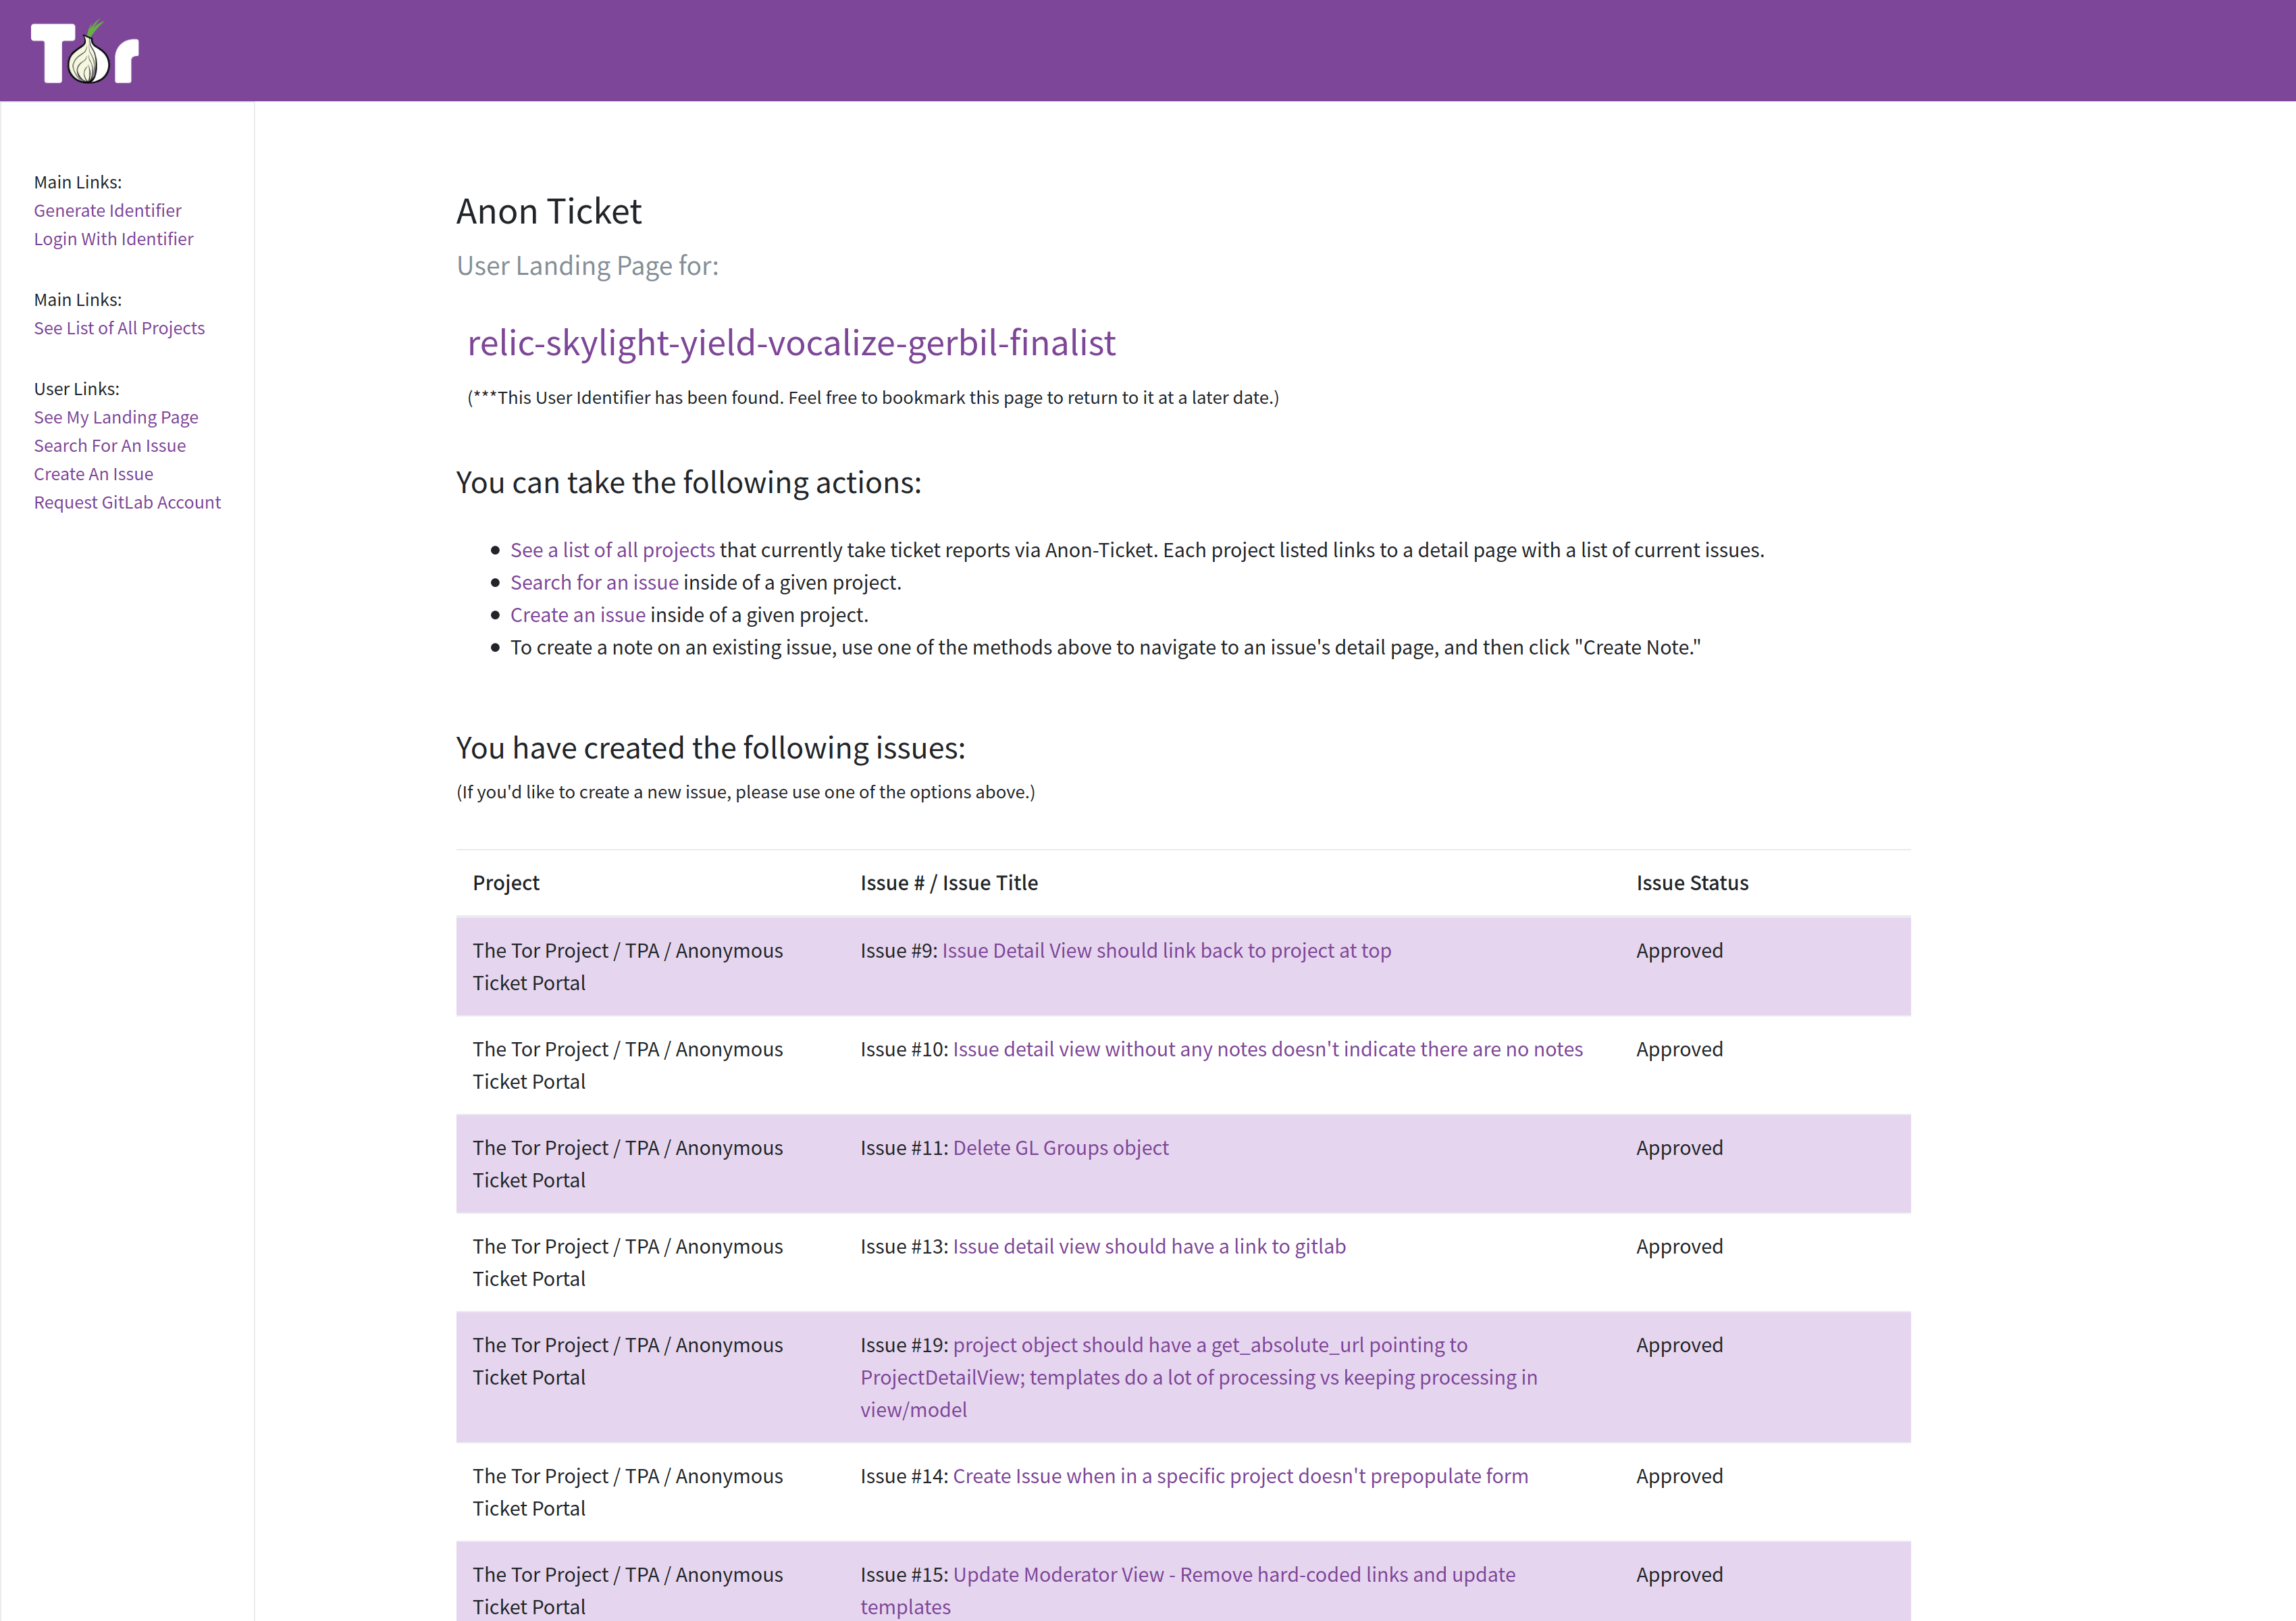 Tor
Main Links:
Generate Identifier
Login With Identifier
Main Links:
See List of All Projects
User Links:
See My Landing Page
Search For An Issue
Create An Issue
Request GitLab Account
Anon Ticket
User Landing Page for:
relic-skylight-yield-vocalize-gerbil-finalist
(***This User Identifier has been found. Feel free to bookmark this page to return to it at a later date.)
You can take the following actions:
See a list of all projects that currently take ticket reports via Anon-Ticket. Each project listed links to a detail page with a list of current issues.
Search for an issue inside of a given project.
Create an issue inside of a given project.
To create a note on an existing issue, use one of the methods above to navigate to an issue's detail page, and then click "Create Note."
You have created the following issues:
(If you'd like to create a new issue, please use one of the options above.)
Project Issue # / Issue Title Issue Status
The Tor Project / TPA / Anonymous Issue #9: Issue Detail View should link back to project at top Approved
Ticket Portal
The Tor Project / TPA / Anonymous Issue #10: Issue detail view without any notes doesn't indicate there are no notes Approved
Ticket Portal
The Tor Project / TPA / Anonymous Issue #11: Delete GL Groups object Approved
Ticket Portal
The Tor Project / TPA / Anonymous Issue #13: Issue detail view should have a link to gitlab Approved
Ticket Portal
The Tor Project / TPA / Anonymous Issue #19: project object should have a get_absolute_url pointing to Approved
Ticket Portal ProjectDetailView; templates do a lot of processing vs keeping processing in
view/model
The Tor Project / TPA / Anonymous Issue #14: Create Issue when in a specific project doesn't prepopulate form Approved
Ticket Portal
The Tor Project / TPA / Anonymous Issue #15: Update Moderator View - Remove hard-coded links and update Approved
Ticket Portal templates